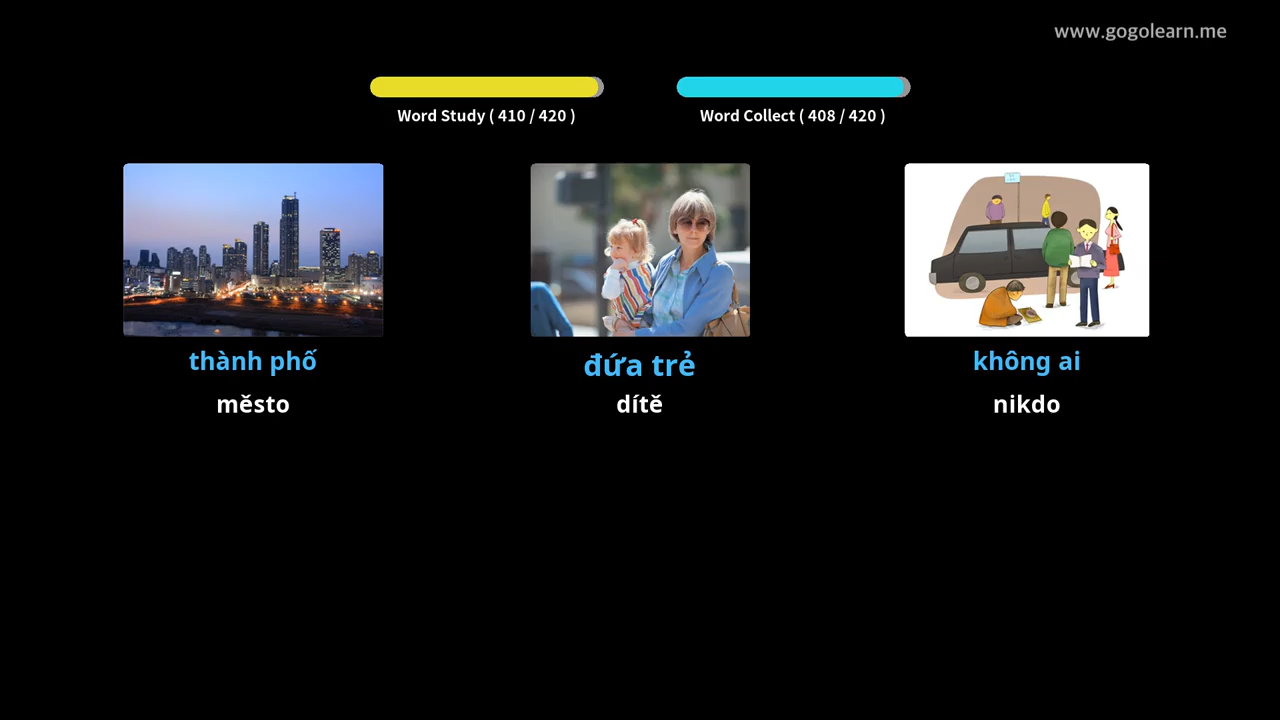 www.gogolearn.me
Word Study ( 410 / 420 )
Word Collect ( 408 / 420 )
thành phố
đứa trẻ
không ai
město
dítě
nikdo